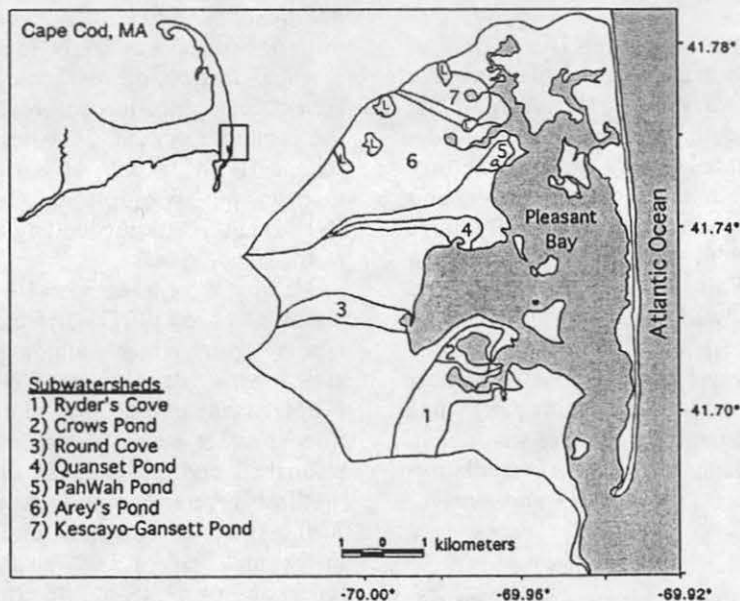 Cape Cod, MA
41.78°
L
7
L
L
6
5
Pleasant
Bay
4
41.74°
Atlantic Ocean
3
2
Subwatersheds
1) Ryder's Cove
2) Crows Pond
3) Round Cove
4) Quanset Pond
5) PahWah Pond
6) Arey's Pond
7) Kescayo-Gansett Pond
1
41.70°
1 0 1 kilometers
-70.00°
-69.95°
-69.92°